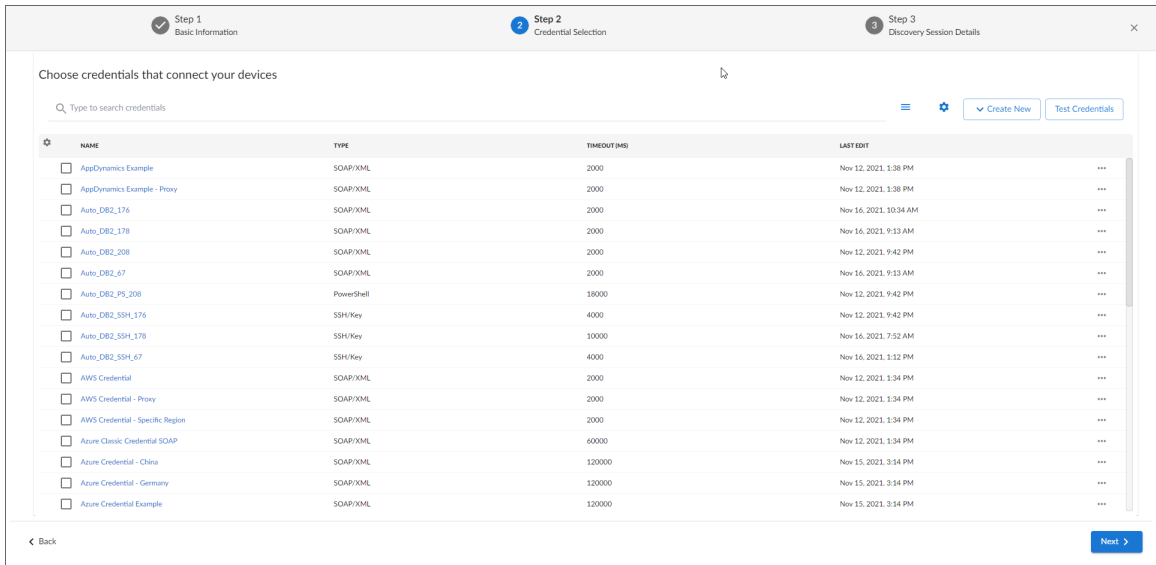 Step 1
Basic Information
2
Step 2
Credential Selection
3
Step 3
Discovery Session Details
Choose credentials that connect your devices
Type to search credentials
Create New
Test Credentials
NAME TYPE TIMEOUT (MS) LAST EDIT
AppDynamics Example SOAP/XML 2000 Nov 12, 2021, 1:38 PM
AppDynamics Example - Proxy SOAP/XML 2000 Nov 12, 2021, 1:38 PM
Auto_DB2_176 SOAP/XML 2000 Nov 16, 2021, 10:34 AM
Auto_DB2_178 SOAP/XML 2000 Nov 16, 2021, 9:13 AM
Auto_DB2_208 SOAP/XML 2000 Nov 12, 2021, 9:42 PM
Auto_DB2_67 SOAP/XML 2000 Nov 16, 2021, 9:13 AM
Auto_DB2_PS_208 PowerShell 18000 Nov 12, 2021, 9:42 PM
Auto_DB2_SSH_176 SSH/Key 4000 Nov 12, 2021, 9:42 PM
Auto_DB2_SSH_178 SSH/Key 10000 Nov 16, 2021, 7:52 AM
Auto_DB2_SSH_67 SSH/Key 4000 Nov 16, 2021, 1:12 PM
AWS Credential SOAP/XML 2000 Nov 12, 2021, 1:34 PM
AWS Credential - Proxy SOAP/XML 2000 Nov 12, 2021, 1:34 PM
AWS Credential - Specific Region SOAP/XML 2000 Nov 12, 2021, 1:34 PM
Azure Classic Credential SOAP SOAP/XML 60000 Nov 12, 2021, 1:34 PM
Azure Credential - China SOAP/XML 120000 Nov 15, 2021, 3:14 PM
Azure Credential - Germany SOAP/XML 120000 Nov 15, 2021, 3:14 PM
Azure Credential Example SOAP/XML 120000 Nov 15, 2021, 3:14 PM
Back
Next